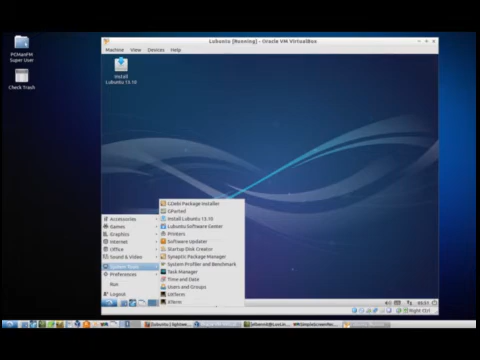 Lubuntu [Running] - Oracle VM VirtualBox
Machine View Devices Help
PCManFM
Super User
Check Trash
Install
Lubuntu 13.10
Accessories
Games
Graphics
Internet
Office
Sound & Video
System Tools
Preferences
Run
Logout
GDebi Package Installer
GParted
Install Lubuntu 13.10
Lubuntu Software Center
Printers
Software Updater
Startup Disk Creator
Synaptic Package Manager
System Profiler and Benchmark
Task Manager
Time and Date
Users and Groups
UXTerm
XTerm
Right Ctrl